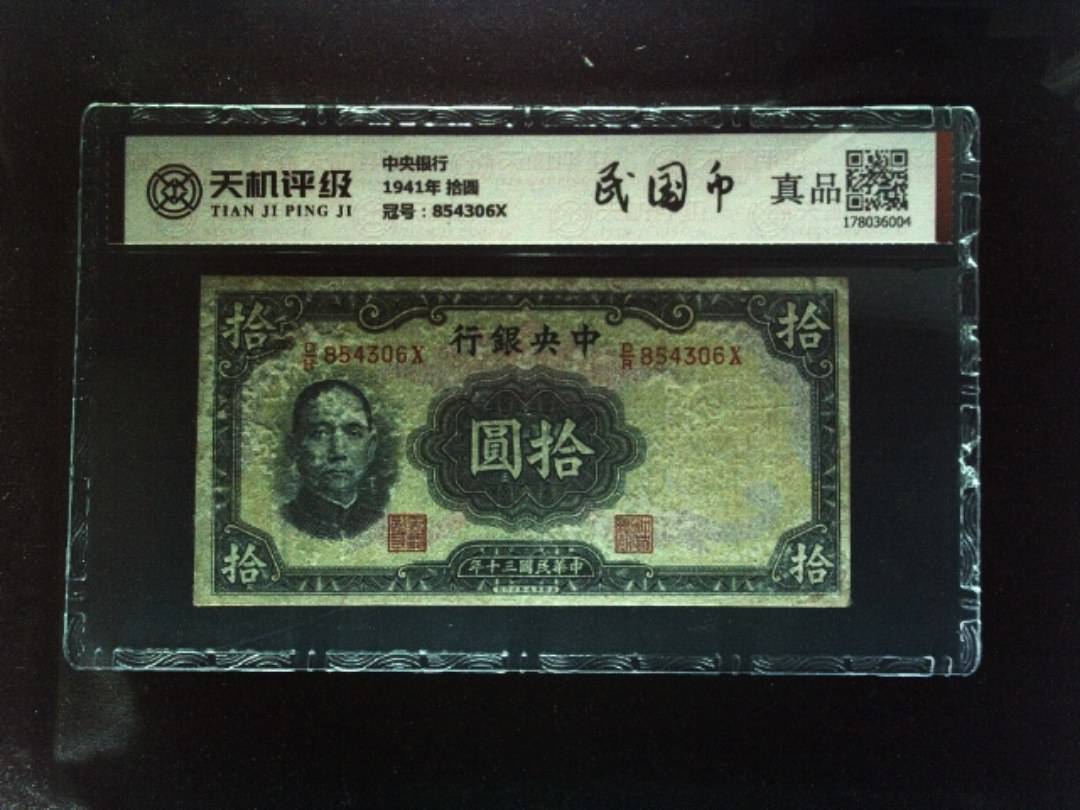 天机评级
TIAN JI PING JI
中央银行
1941年 拾圆
冠号：854306X
民国币
真品
178036004
拾
行銀央中
拾
854306X
D/R 854306X
圓拾
拾
年十三國民華中
拾